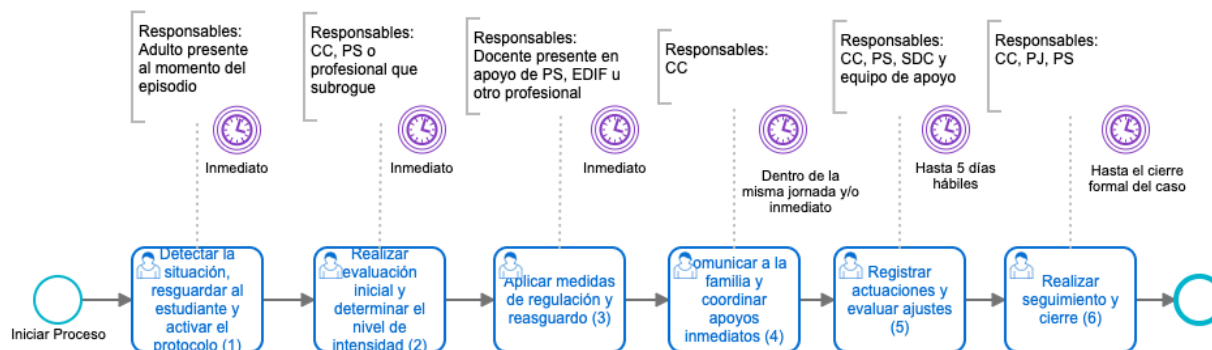 Responsables:
Adulto presente
al momento del
episodio
Responsables:
CC, PS o
profesional que
subrogue
Responsables:
Docente presente en
apoyo de PS, EDIF u
otro profesional
Responsables:
CC
Responsables:
CC, PS, SDC y
equipo de apoyo
Responsables:
CC, PJ, PS
Inmediato
Inmediato
Inmediato
Dentro de la
misma jornada y/o
inmediato
Hasta 5 días
hábiles
Hasta el cierre
formal del caso
Iniciar Proceso
Detectar la
situación,
resguardar al
estudiante y
activar el
protocolo (1)
Realizar
evaluación
inicial y
determinar el
nivel de
intensidad (2)
Aplicar medidas
de regulación y
reasguardo (3)
Comunicar a la
familia y
coordinar
apoyos
inmediatos (4)
Registrar
actuaciones y
evaluar ajustes
(5)
Realizar
seguimiento y
cierre (6)